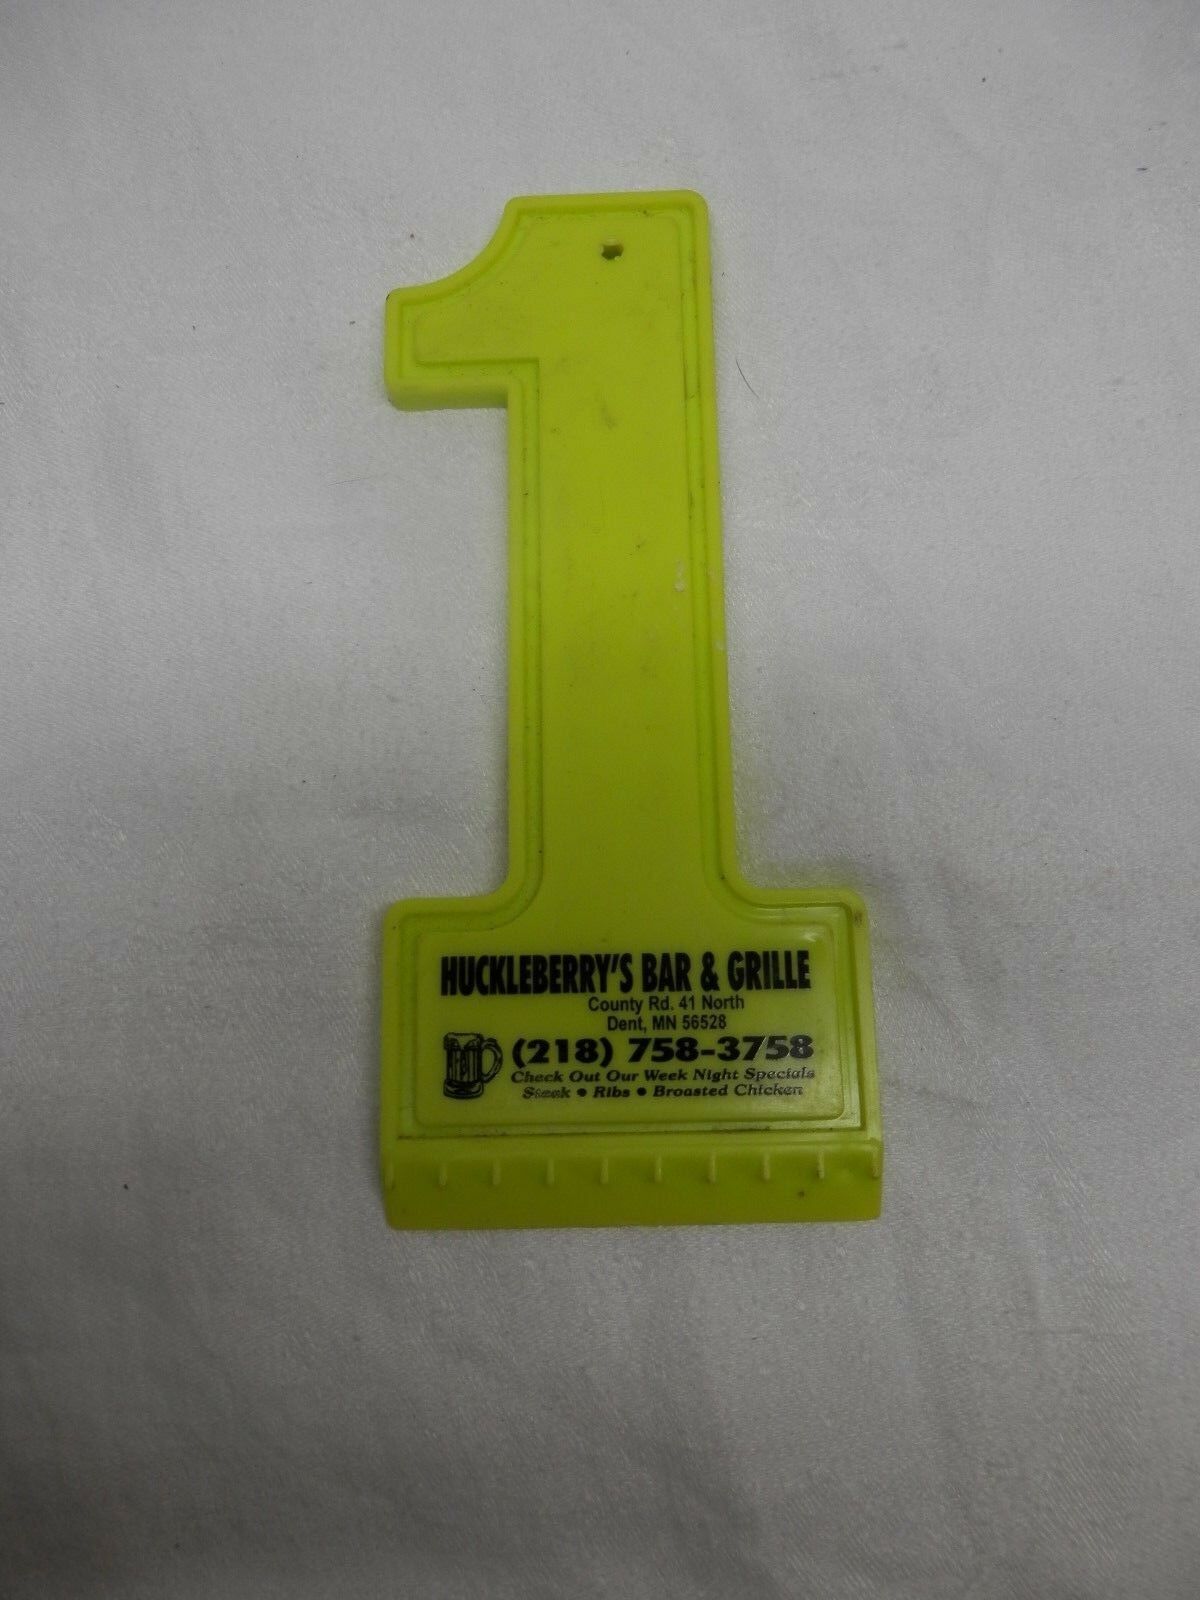 1
HUCKLEBERRY'S BAR & GRILLE
County Rd. 41 North
Dent, MN 56528
(218) 758-3758
Check Out Our Week Night Specials
Steak • Ribs • Broasted Chicken